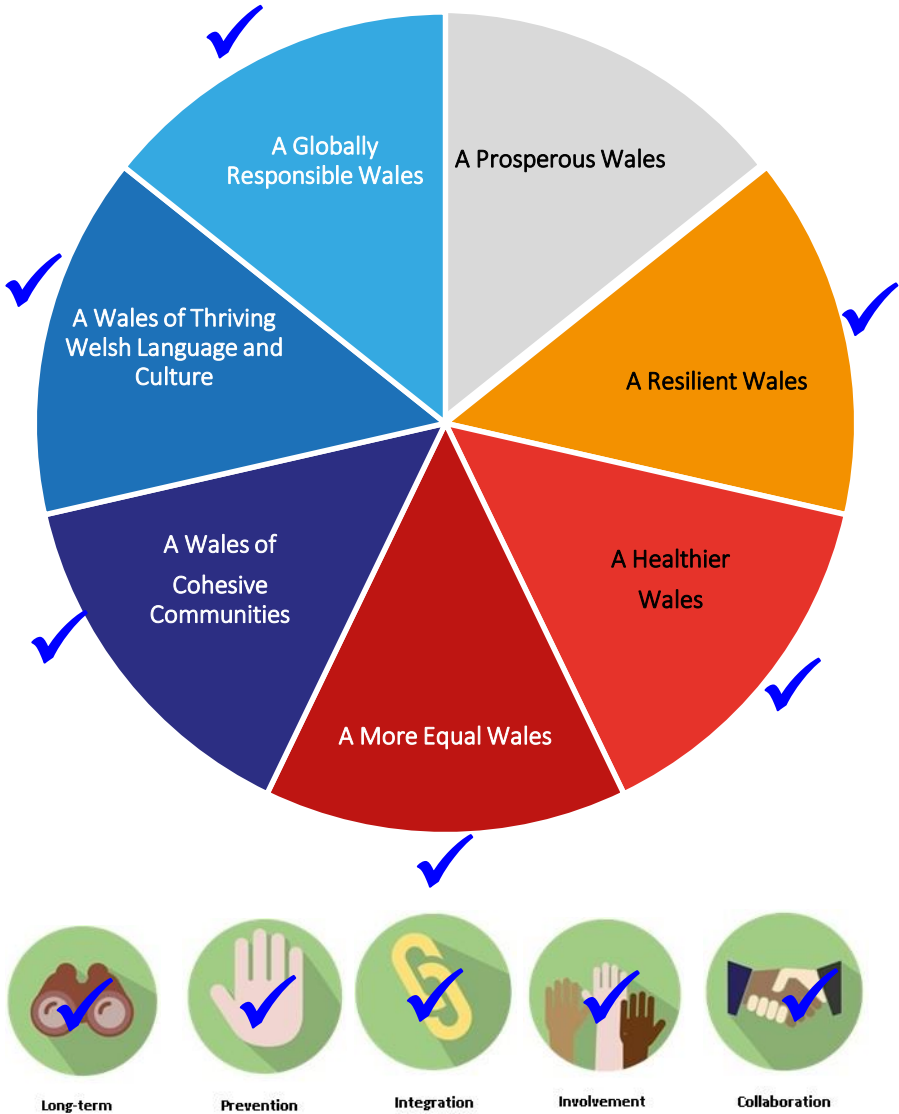 A Globally
Responsible Wales
A Prosperous Wales
A Wales of Thriving
Welsh Language and
Culture
A Resilient Wales
A Wales of
Cohesive
Communities
A Healthier
Wales
A More Equal Wales
Long-term
Prevention
Integration
Involvement
Collaboration